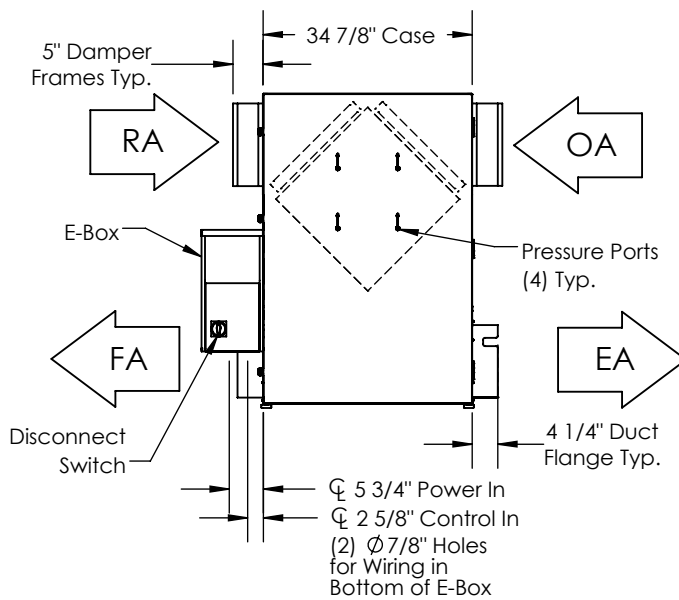 34 7/8" Case
5" Damper
Frames Typ.
RA
OA
E-Box
Pressure Ports
(4) Typ.
FA
EA
Disconnect
Switch
4 1/4" Duct
Flange Typ.
℄ 5 3/4" Power In
℄ 2 5/8" Control In
(2) Ø 7/8" Holes
for Wiring in
Bottom of E-Box